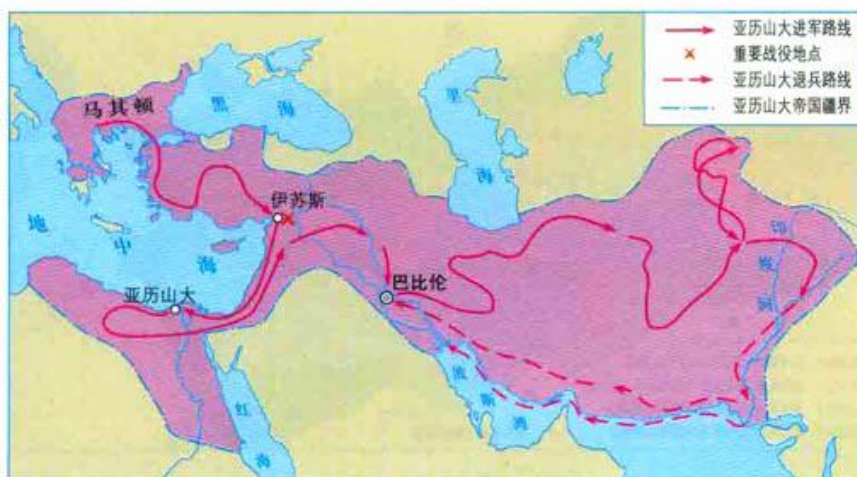 亚历山大进军路线
重要战役地点
亚历山大退兵路线
亚历山大帝国疆界
马其顿
黑海
里海
伊苏斯
地中海
亚历山大
巴比伦
印度河
波斯湾
红海